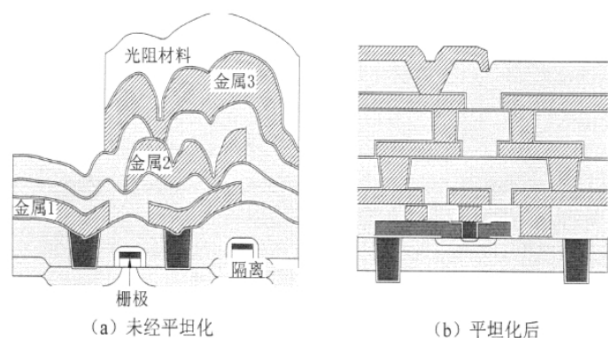 光阻材料
金属3
金属2
金属1
隔离
栅极
(a) 未经平坦化
(b) 平坦化后